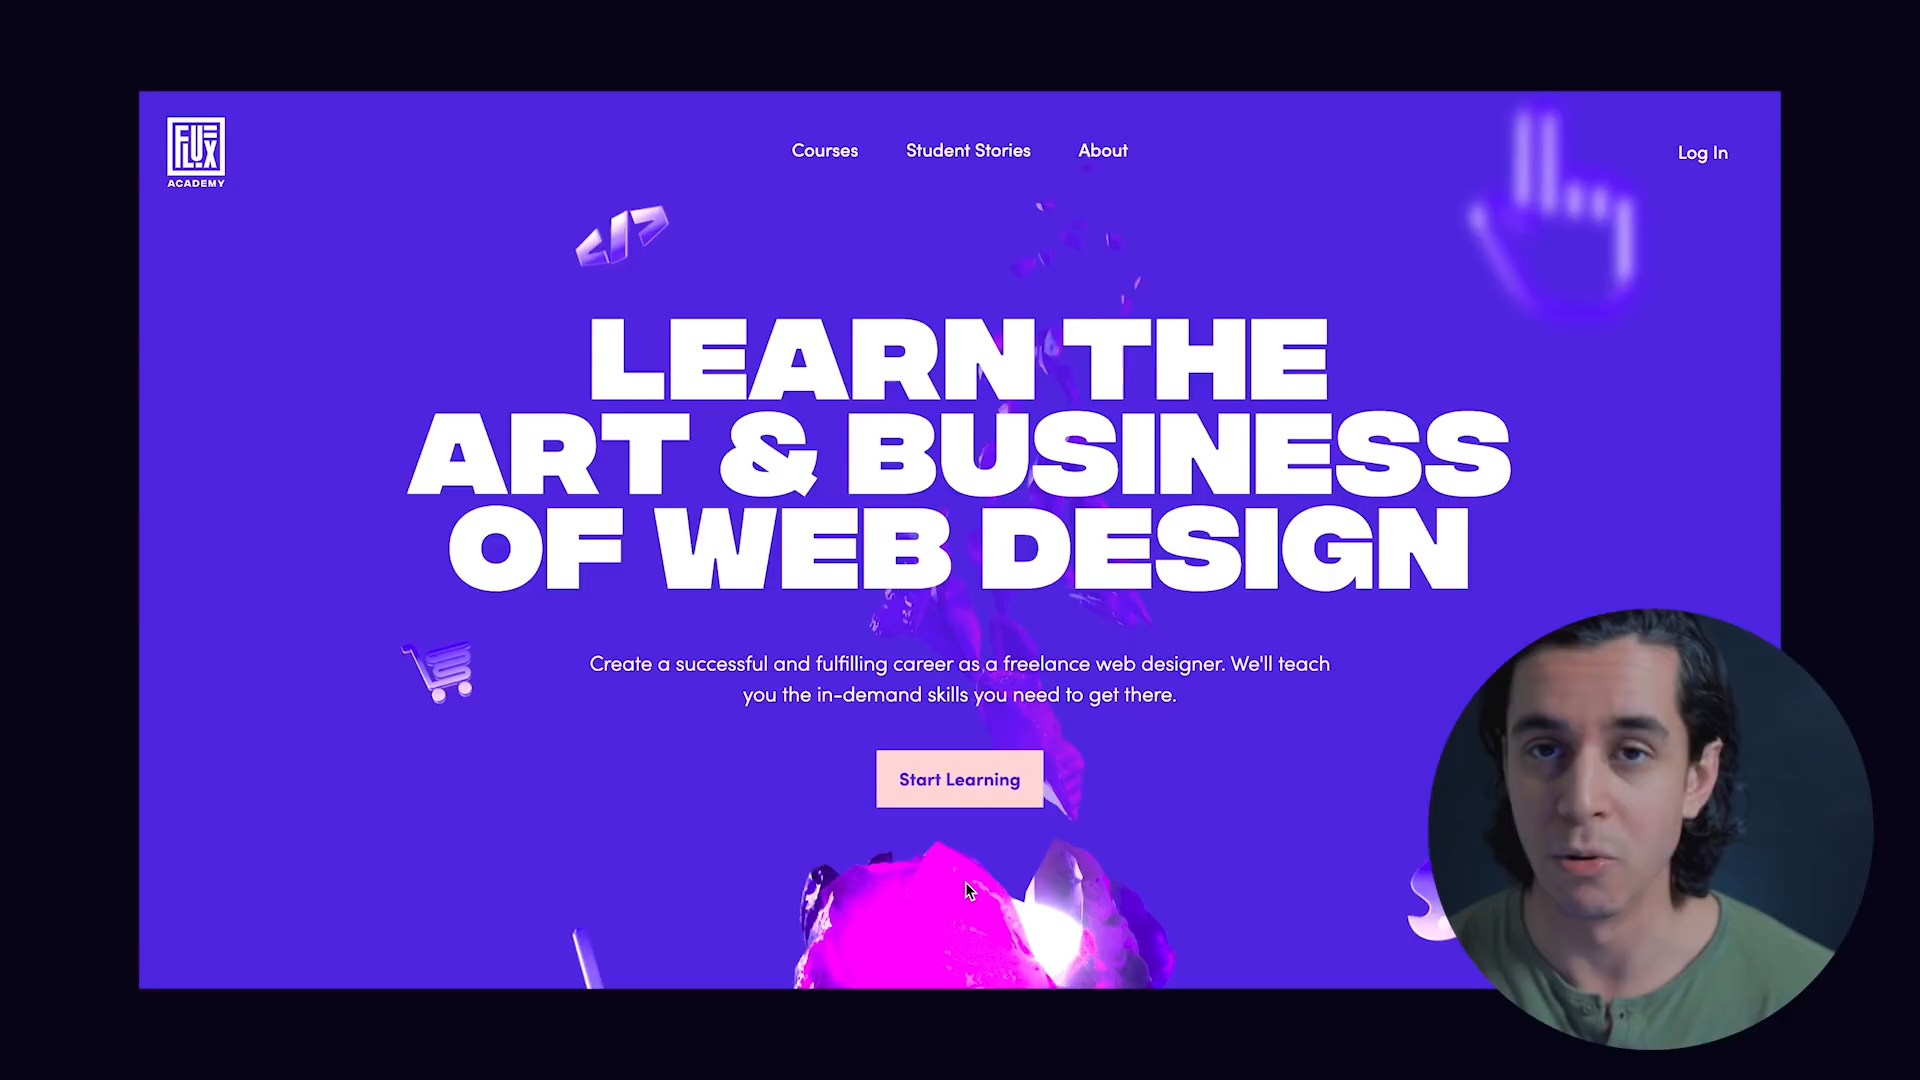 FLUX
ACADEMY
Courses
Student Stories
About
Log In
</>
LEARN THE
ART & BUSINESS
OF WEB DESIGN
Create a successful and fulfilling career as a freelance web designer. We'll teach
you the in-demand skills you need to get there.
Start Learning